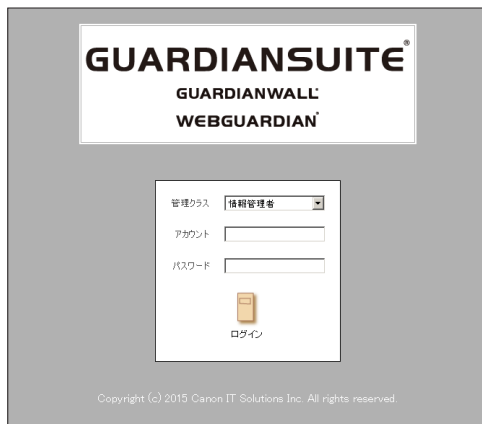 GUARDIANSUITE®
GUARDIANWALL®
WEBGUARDIAN®
管理クラス 情報管理者
アカウント
パスワード
ログイン
Copyright (c) 2015 Canon IT Solutions Inc. All rights reserved.